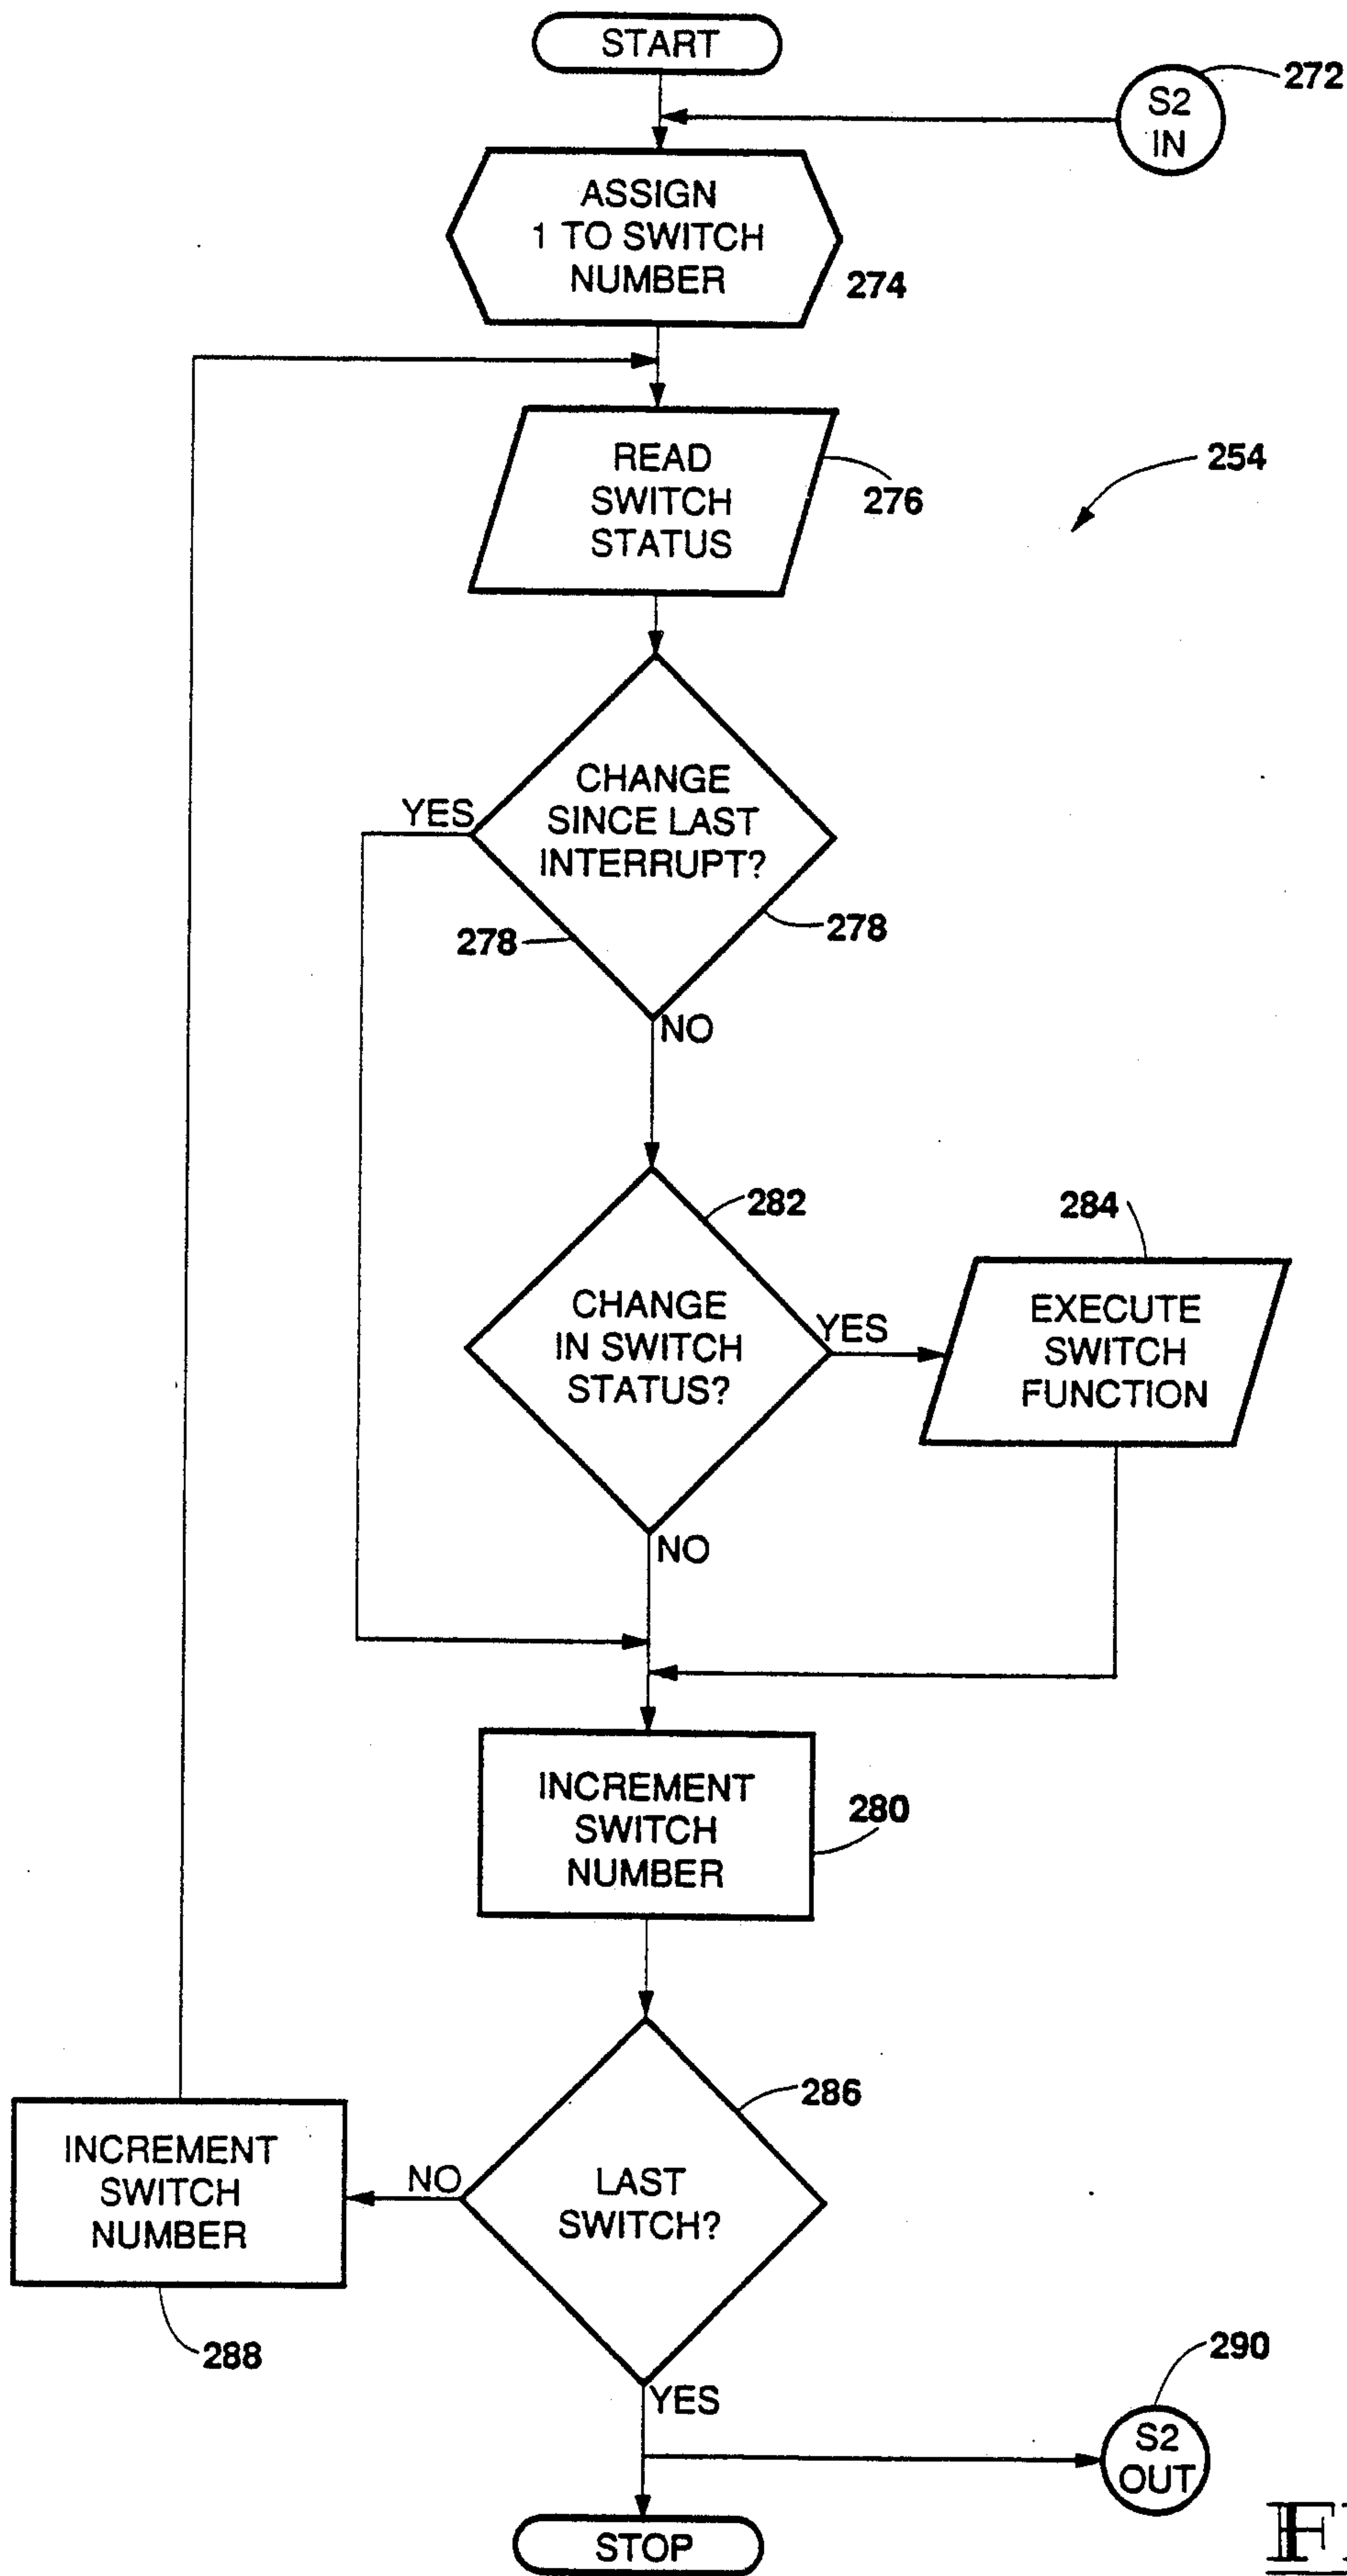 START
272
S2
IN
ASSIGN
1 TO SWITCH
NUMBER
274
READ
SWITCH
STATUS
276
254
CHANGE
SINCE LAST
INTERRUPT?
YES
278
278
NO
282
284
CHANGE
IN SWITCH
STATUS?
YES
EXECUTE
SWITCH
FUNCTION
NO
INCREMENT
SWITCH
NUMBER
280
286
INCREMENT
SWITCH
NUMBER
NO
LAST
SWITCH?
288
290
YES
S2
OUT
STOP